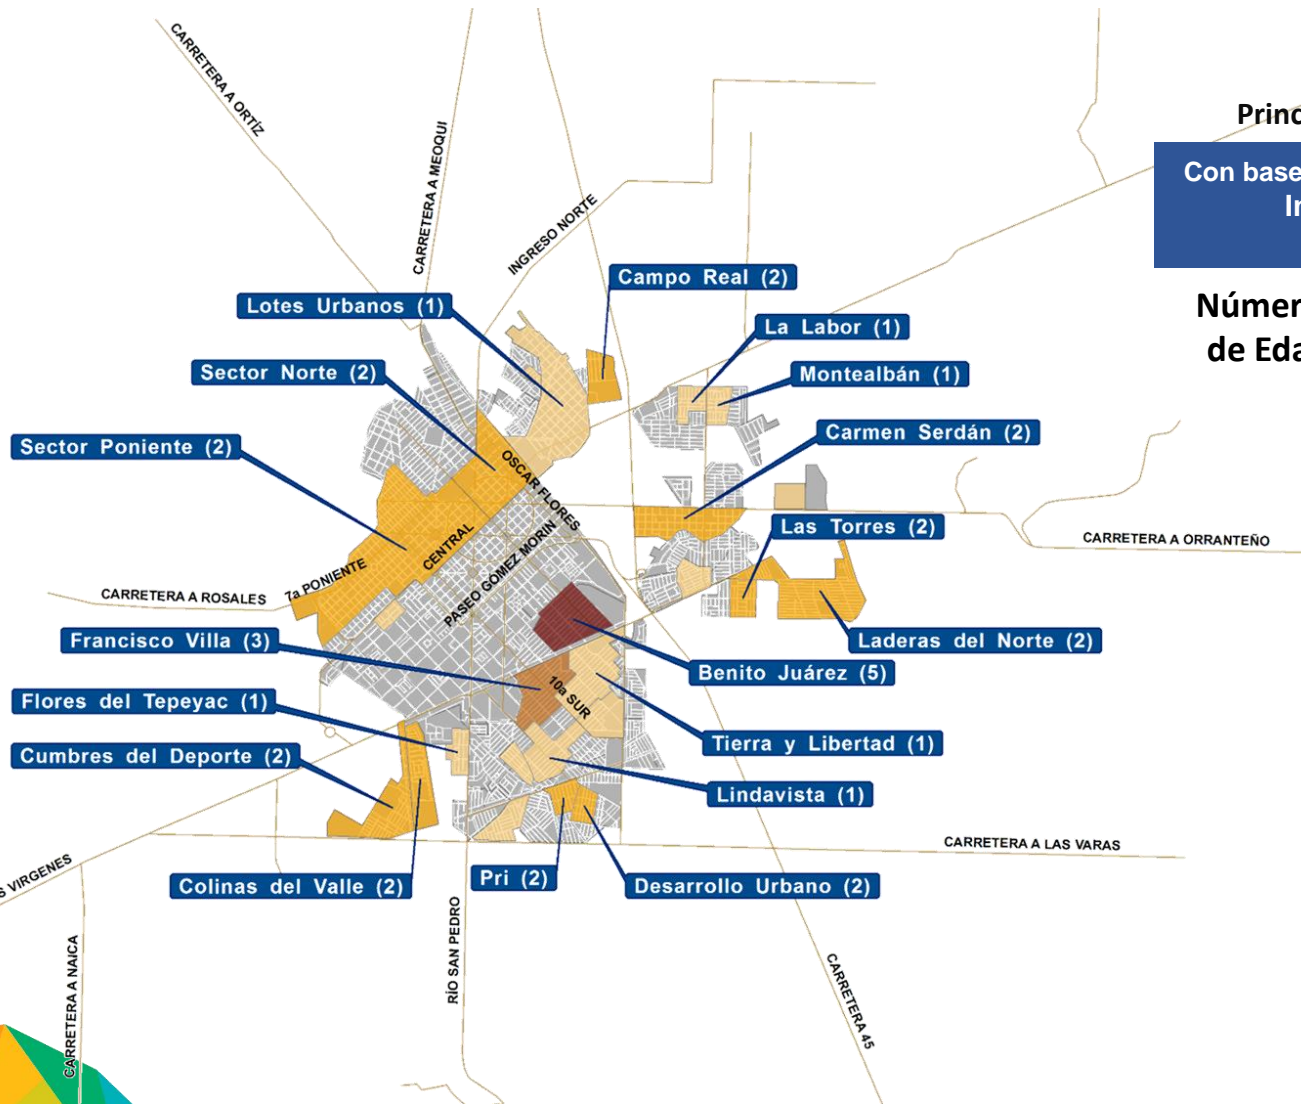 CARRETERA A ORTÍZ
CARRETERA A MEOQUI
INGRESO NORTE
Princ
Con base
In
Númer
de Eda
Campo Real (2)
Lotes Urbanos (1)
La Labor (1)
Sector Norte (2)
Montealbán (1)
Sector Poniente (2)
Carmen Serdán (2)
OSCAR FLORES
Las Torres (2)
CENTRAL
PASEO GÓMEZ MORIN
CARRETERA A ORRANTEÑO
7a PONIENTE
CARRETERA A ROSALES
Francisco Villa (3)
Laderas del Norte (2)
Benito Juárez (5)
10a SUR
Flores del Tepeyac (1)
Tierra y Libertad (1)
Cumbres del Deporte (2)
Lindavista (1)
CARRETERA A LAS VARAS
S VIRGENES
Colinas del Valle (2)
Pri (2)
Desarrollo Urbano (2)
RÍO SAN PEDRO
CARRETERA A NAICA
CARRETERA 45